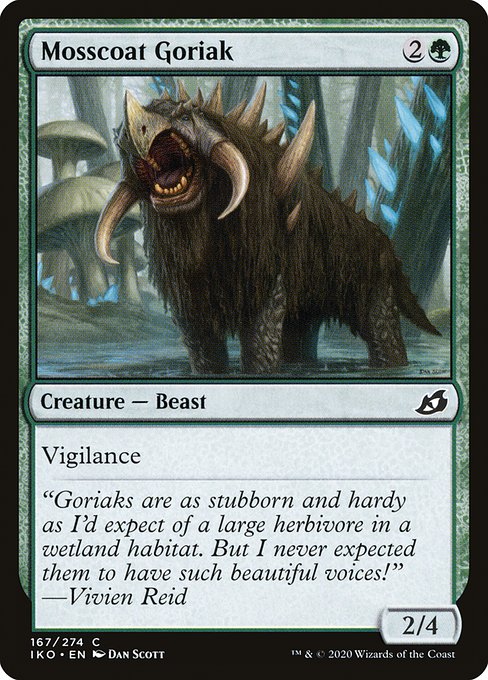 Mosscoat Goriak 2
DAN SCOTT
Creature — Beast
Vigilance
“Goriaks are as stubborn and hardy
as I’d expect of a large herbivore in a
wetland habitat. But I never expected
them to have such beautiful voices!”
—Vivien Reid
2/4
167/274 C
IKO • EN DAN SCOTT ™ & © 2020 Wizards of the Coast